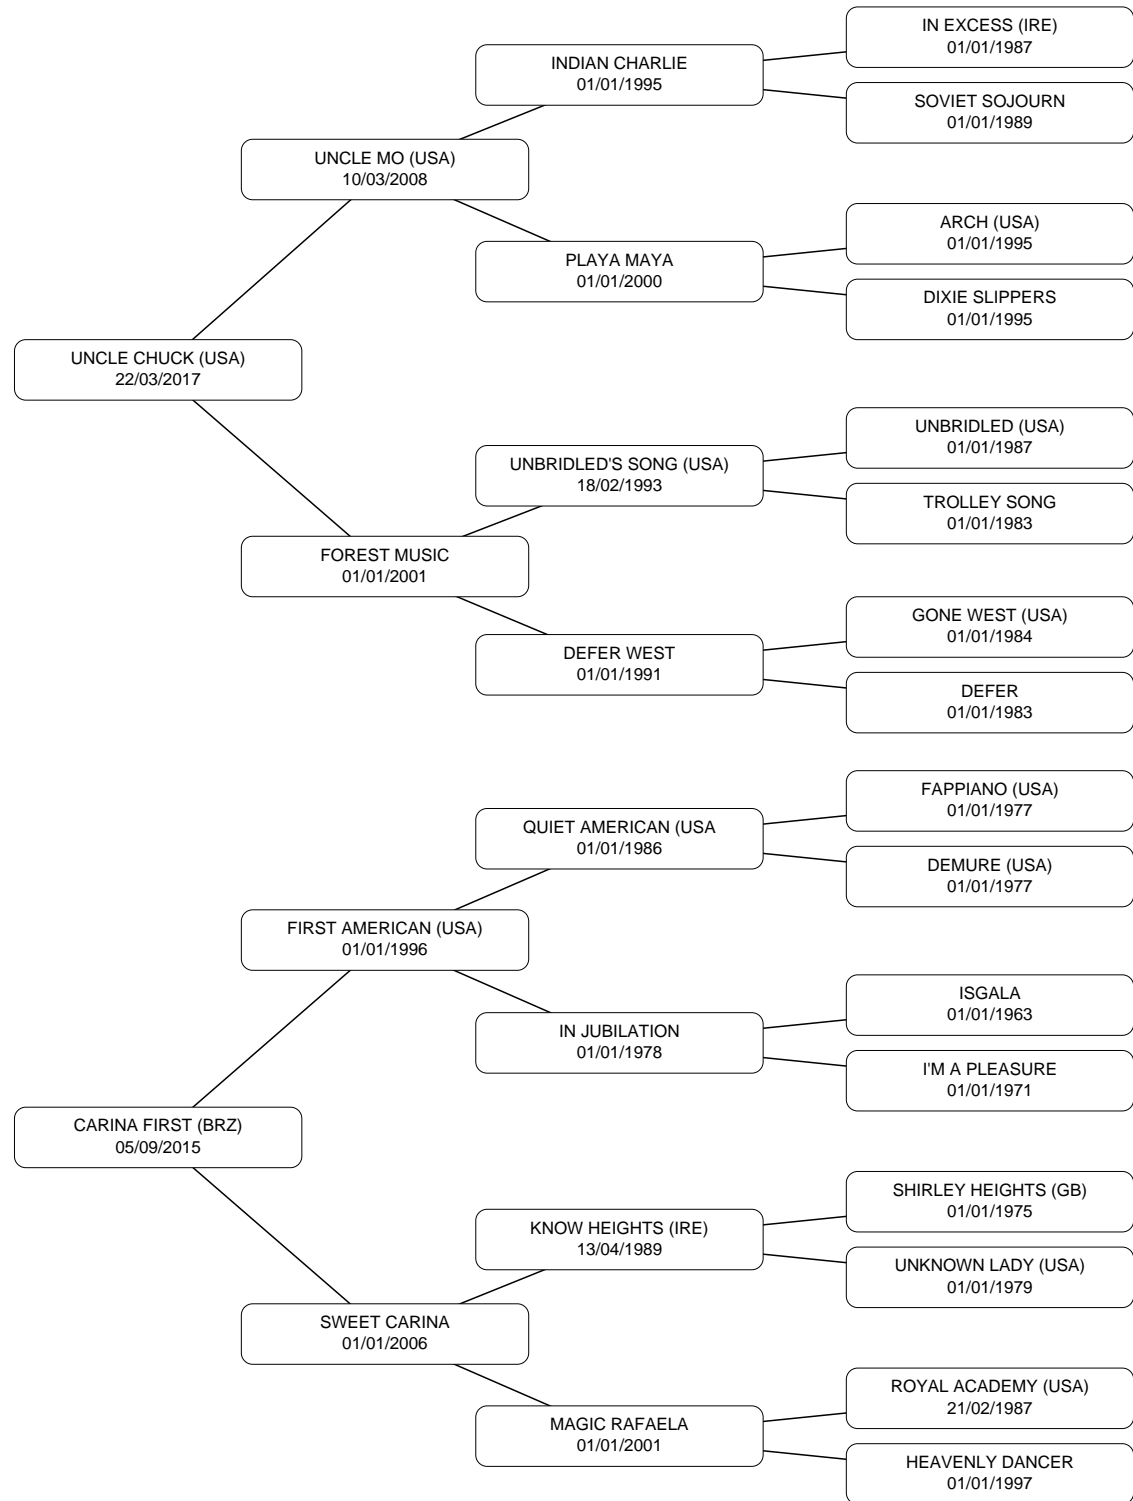 IN EXCESS (IRE)
01/01/1987
INDIAN CHARLIE
01/01/1995
SOVIET SOJOURN
01/01/1989
UNCLE MO (USA)
10/03/2008
ARCH (USA)
01/01/1995
PLAYA MAYA
01/01/2000
DIXIE SLIPPERS
01/01/1995
UNCLE CHUCK (USA)
22/03/2017
UNBRIDLED (USA)
01/01/1987
UNBRIDLED'S SONG (USA)
18/02/1993
TROLLEY SONG
01/01/1983
FOREST MUSIC
01/01/2001
GONE WEST (USA)
01/01/1984
DEFER WEST
01/01/1991
DEFER
01/01/1983
FAPPIANO (USA)
01/01/1977
QUIET AMERICAN (USA
01/01/1986
DEMURE (USA)
01/01/1977
FIRST AMERICAN (USA)
01/01/1996
ISGALA
01/01/1963
IN JUBILATION
01/01/1978
I'M A PLEASURE
01/01/1971
CARINA FIRST (BRZ)
05/09/2015
SHIRLEY HEIGHTS (GB)
01/01/1975
KNOW HEIGHTS (IRE)
13/04/1989
UNKNOWN LADY (USA)
01/01/1979
SWEET CARINA
01/01/2006
ROYAL ACADEMY (USA)
21/02/1987
MAGIC RAFAELA
01/01/2001
HEAVENLY DANCER
01/01/1997